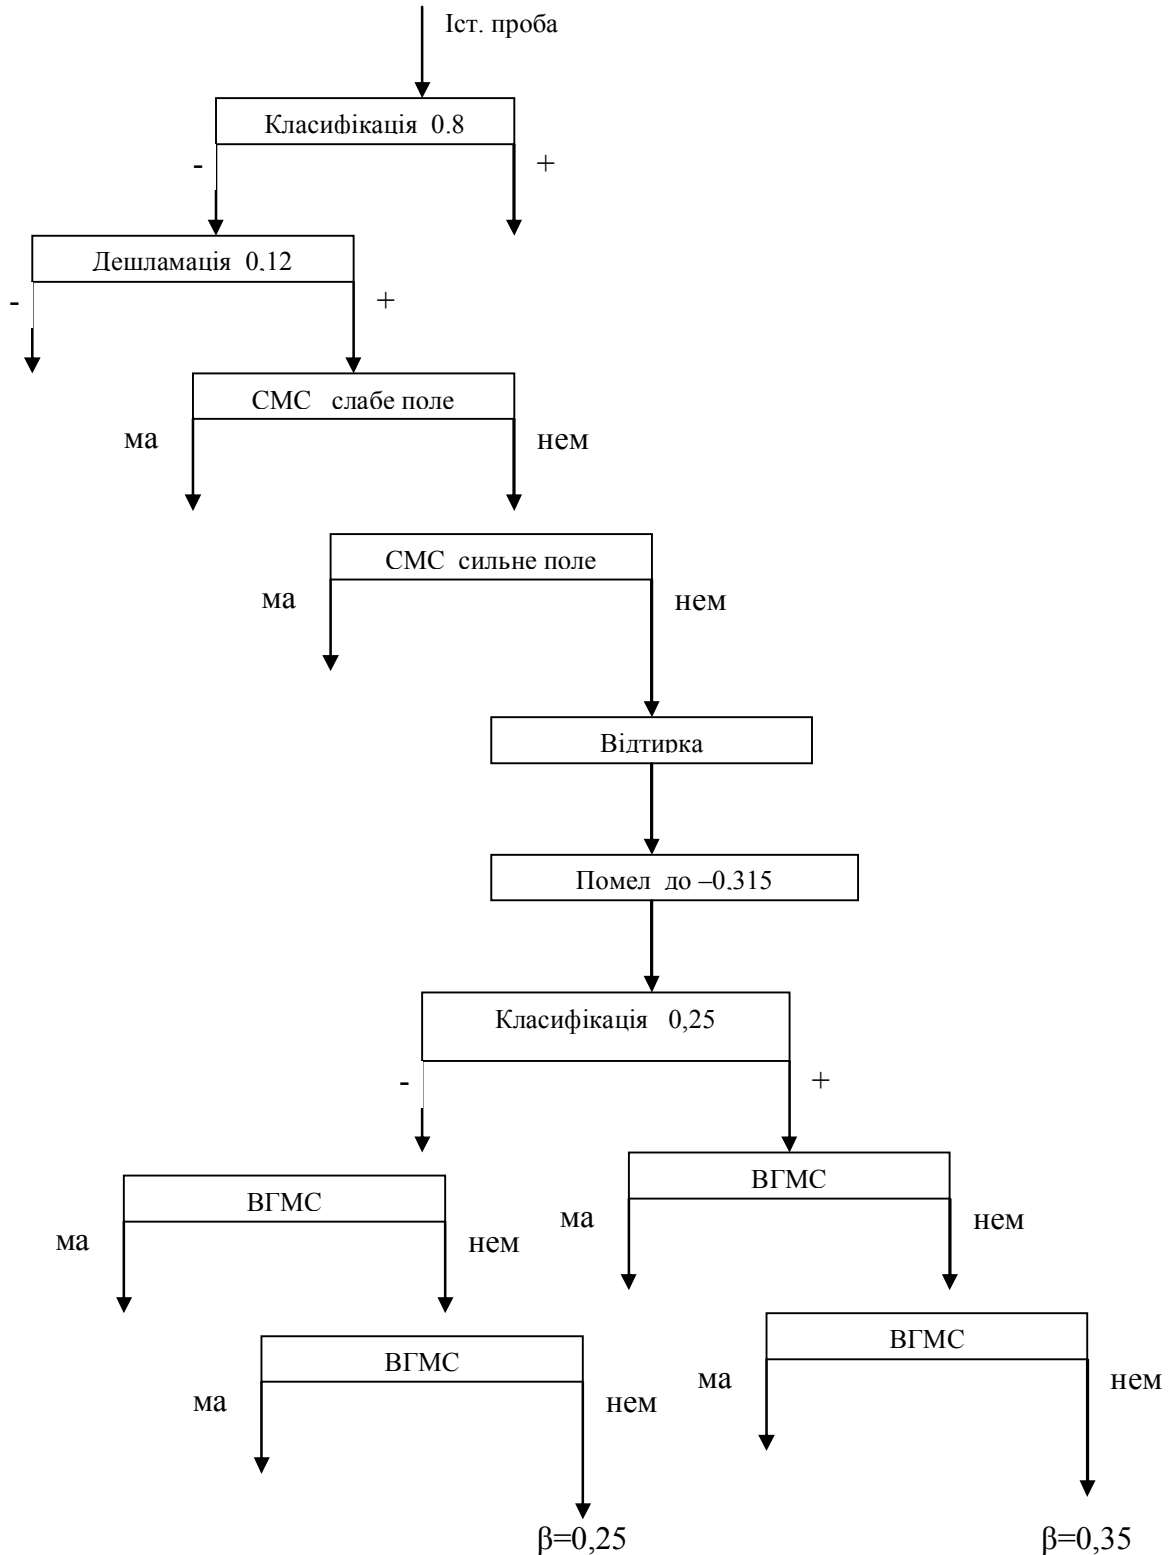 Іст. проба
Класифікація 0.8
- +
Дешламація 0,12
- +
СМС слабе поле
ма нем
СМС сильне поле
ма нем
Відтирка
Помел до –0,315
Класифікація 0,25
- +
ВГМС ВГМС
ма нем ма нем
ВГМС ВГМС
ма нем ма нем
β=0,25 β=0,35